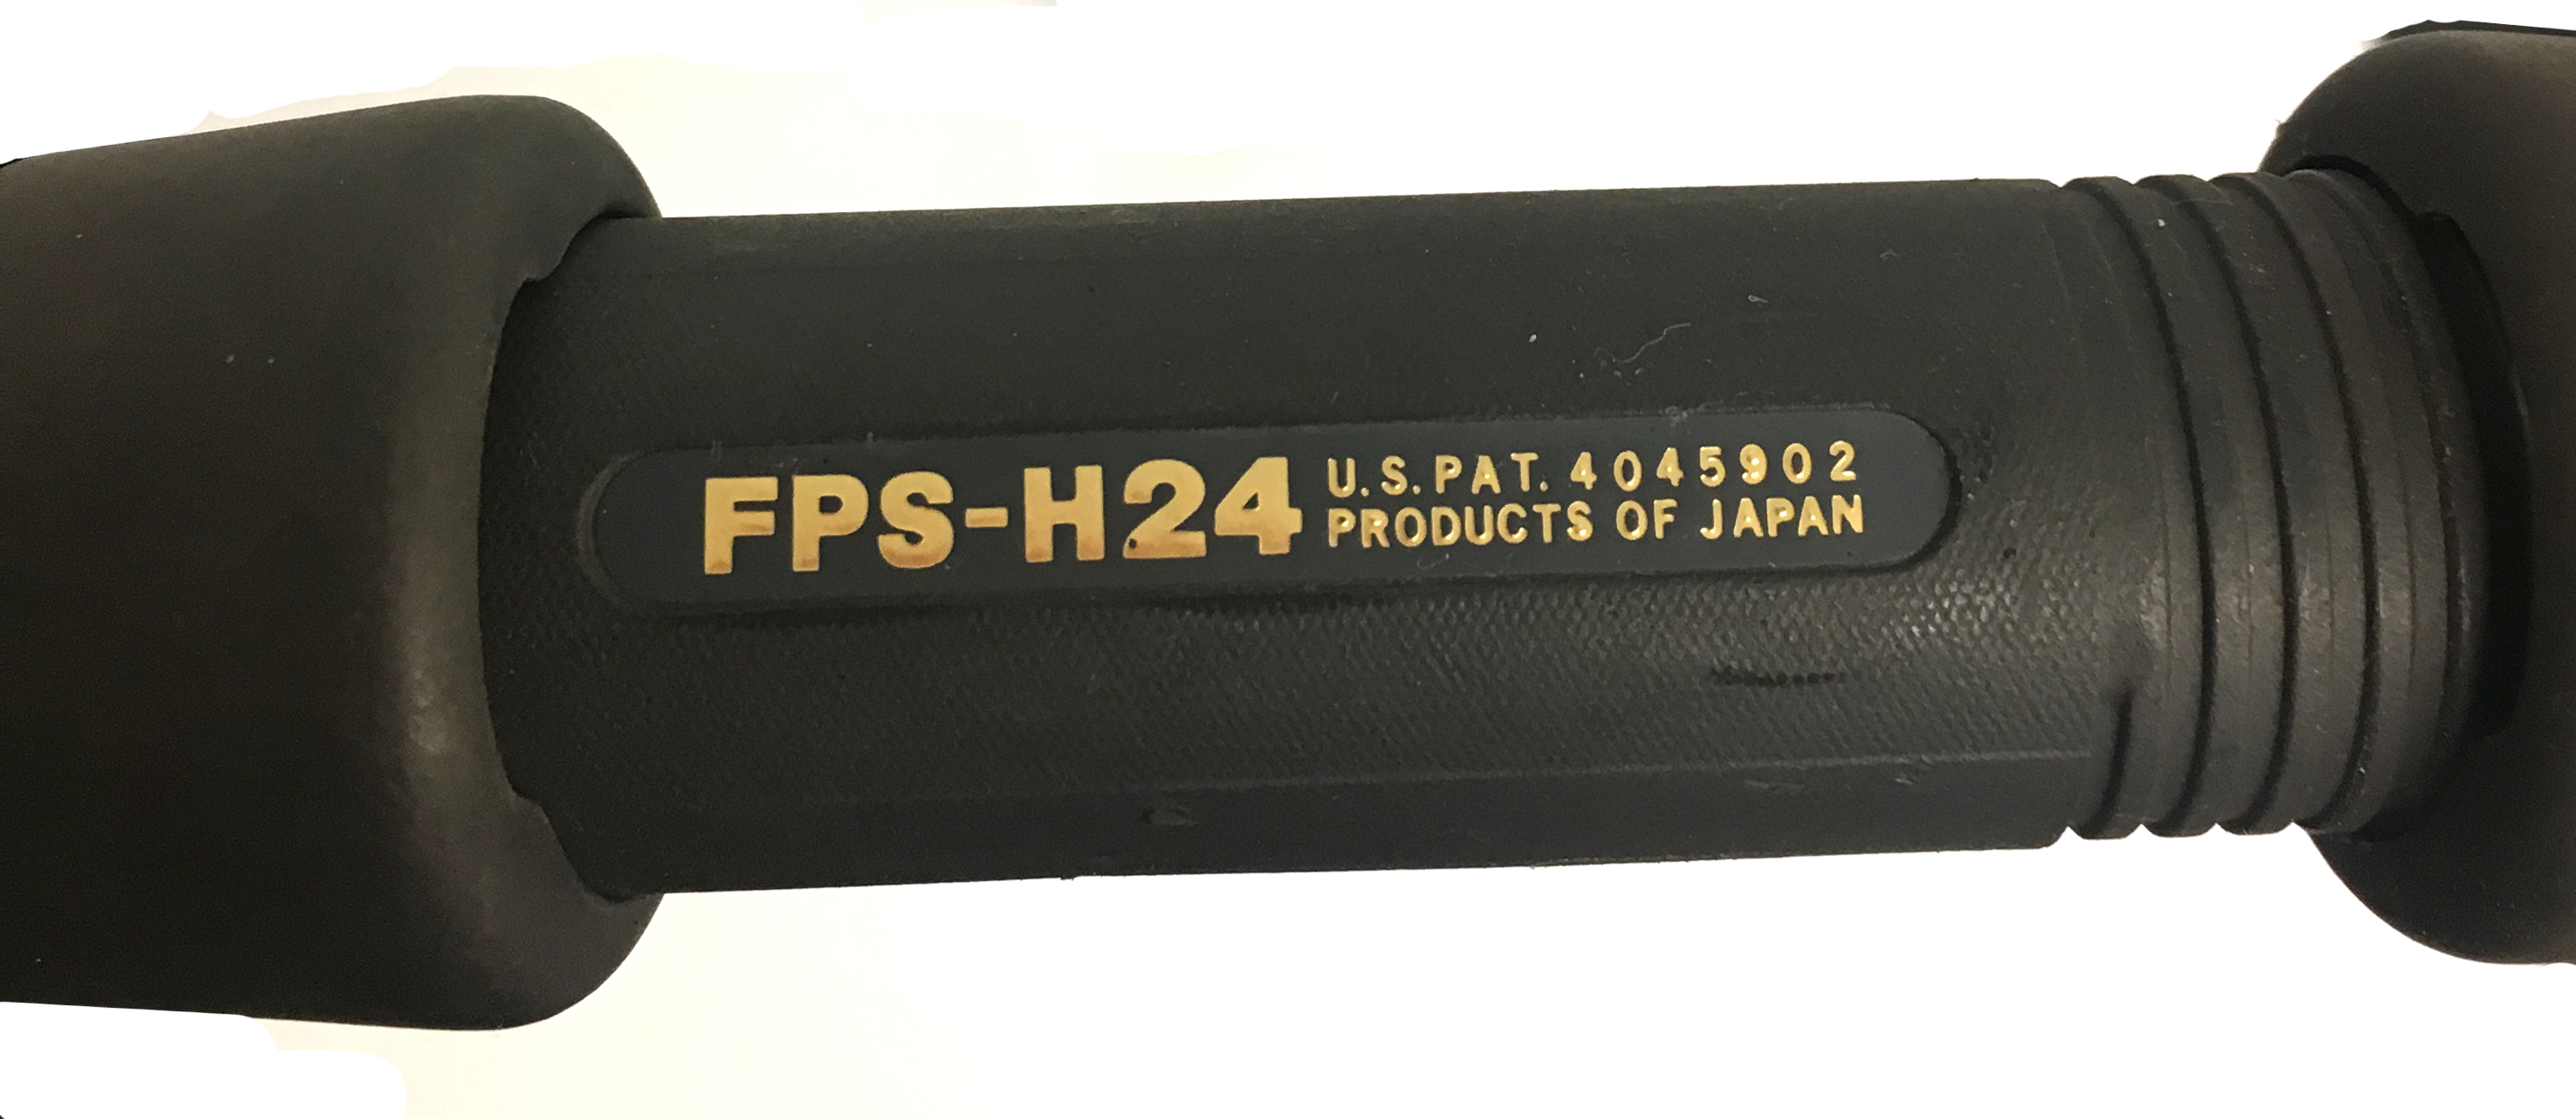 FPS-H24
U.S. PAT. 4045902
PRODUCTS OF JAPAN